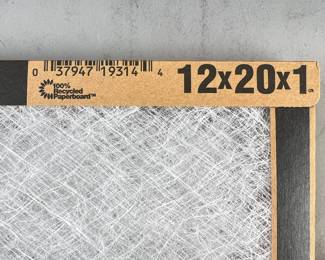 0 37947 19314 4
12x20x1
100%
Recycled
Paperboard™